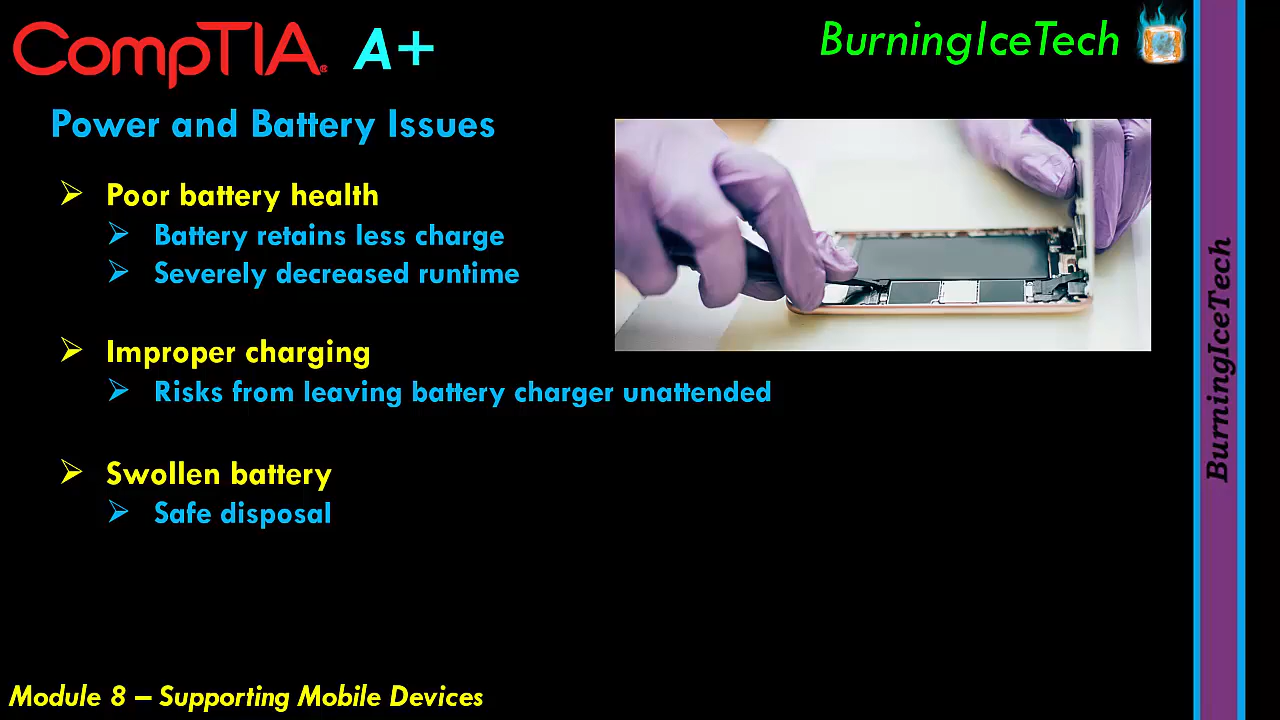 CompTIA® A+
BurningIceTech
Power and Battery Issues
Poor battery health
Battery retains less charge
Severely decreased runtime
Improper charging
Risks from leaving battery charger unattended
Swollen battery
Safe disposal
Module 8 – Supporting Mobile Devices
BurningIceTech